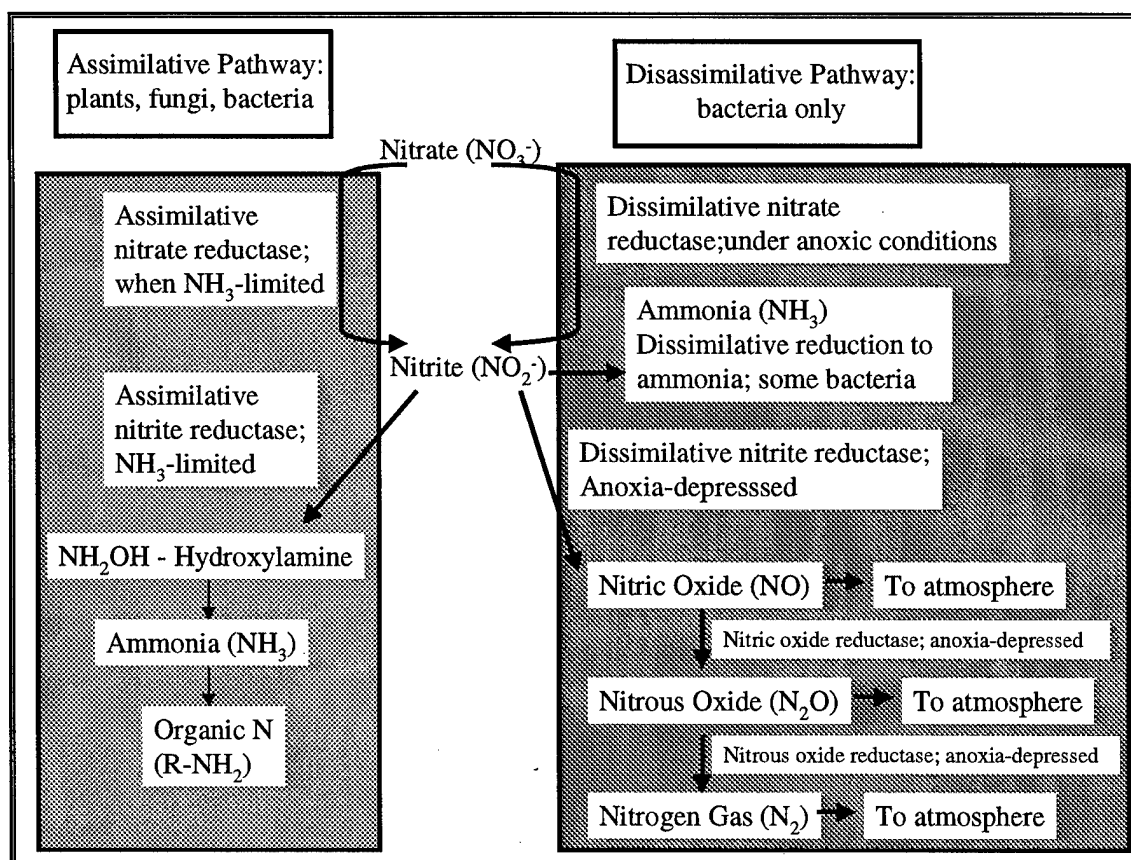 Assimilative Pathway:
plants, fungi, bacteria
Disassimilative Pathway:
bacteria only
Nitrate (NO₃⁻)
Assimilative
nitrate reductase;
when NH₃-limited
Dissimilative nitrate
reductase;under anoxic conditions
Ammonia (NH₃)
Dissimilative reduction to
ammonia; some bacteria
Nitrite (NO₂⁻)
Assimilative
nitrite reductase;
NH₃-limited
Dissimilative nitrite reductase;
Anoxia-depresssed
NH₂OH - Hydroxylamine
Nitric Oxide (NO)
To atmosphere
Nitric oxide reductase; anoxia-depressed
Ammonia (NH₃)
Nitrous Oxide (N₂O)
To atmosphere
Organic N
(R-NH₂)
Nitrous oxide reductase; anoxia-depressed
Nitrogen Gas (N₂)
To atmosphere